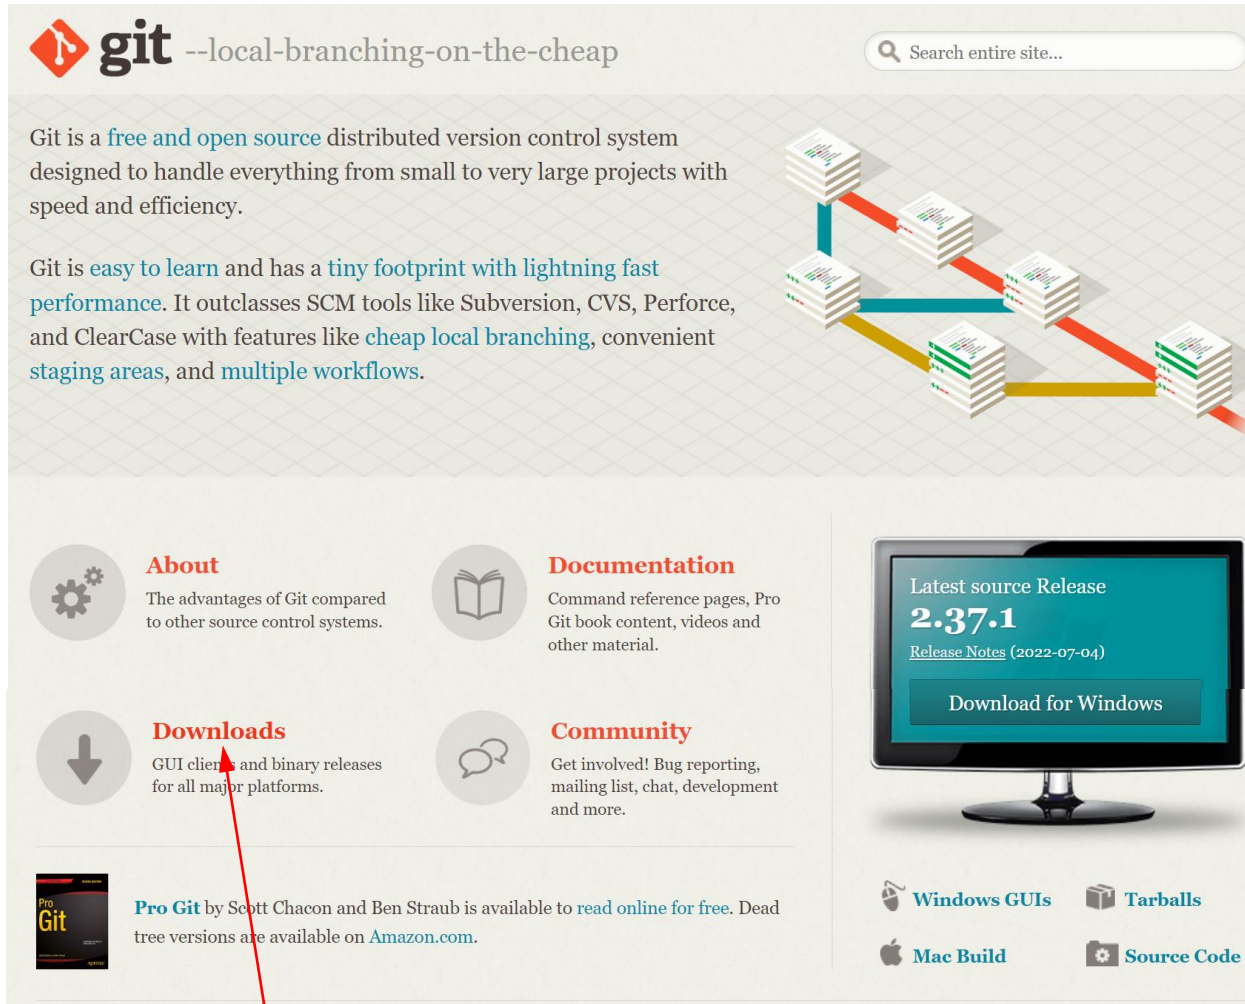 git --local-branching-on-the-cheap
Search entire site...
Git is a free and open source distributed version control system
designed to handle everything from small to very large projects with
speed and efficiency.
Git is easy to learn and has a tiny footprint with lightning fast
performance. It outclasses SCM tools like Subversion, CVS, Perforce,
and ClearCase with features like cheap local branching, convenient
staging areas, and multiple workflows.
About
The advantages of Git compared
to other source control systems.
Documentation
Command reference pages, Pro
Git book content, videos and
other material.
Downloads
GUI clients and binary releases
for all major platforms.
Community
Get involved! Bug reporting,
mailing list, chat, development
and more.
Latest source Release
2.37.1
Release Notes (2022-07-04)
Download for Windows
Pro
Git
Pro Git by Scott Chacon and Ben Straub is available to read online for free. Dead
tree versions are available on Amazon.com.
Windows GUIs
Tarballs
Mac Build
Source Code